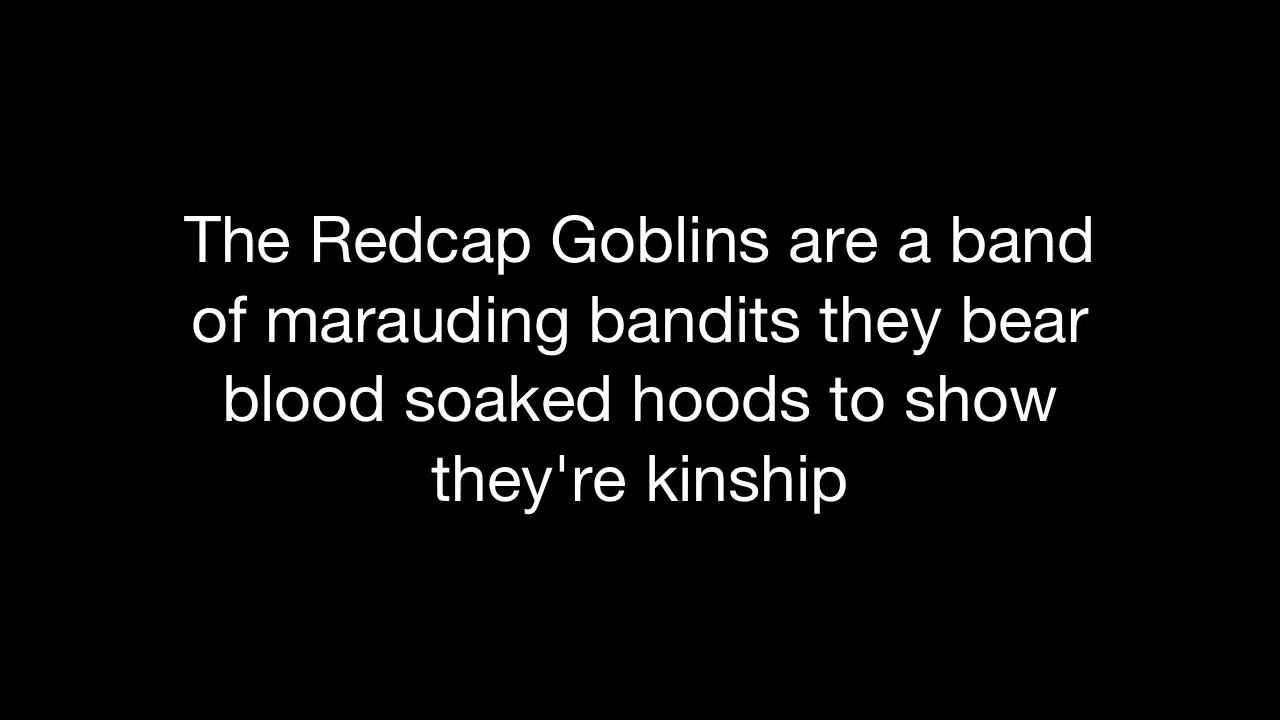 The Redcap Goblins are a band
of marauding bandits they bear
blood soaked hoods to show
they're kinship